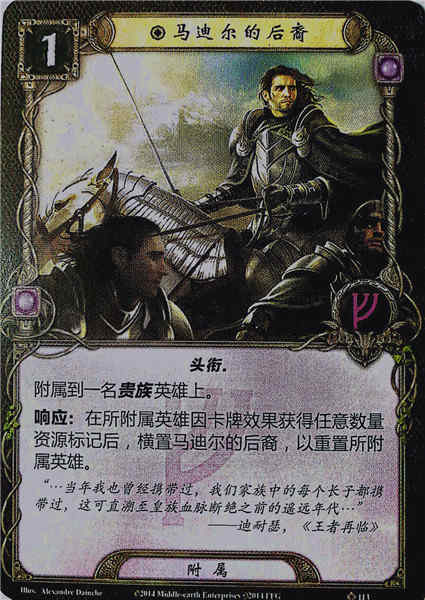 1
马迪尔的后裔
头衔.
附属到一名贵族英雄上。
响应：在所附属英雄因卡牌效果获得任意数量
资源标记后，横置马迪尔的后裔，以重置所附
属英雄。
“…当年我也曾经携带过，我们家族中的每个长子都携
带过，这可直溯至皇族血脉断绝之前的遥远年代…”
——迪耐瑟，《王者再临》
附属
Illus. Alexandre Dainche
©2014 Middle-earth Enterprises ©2014 FFG
113